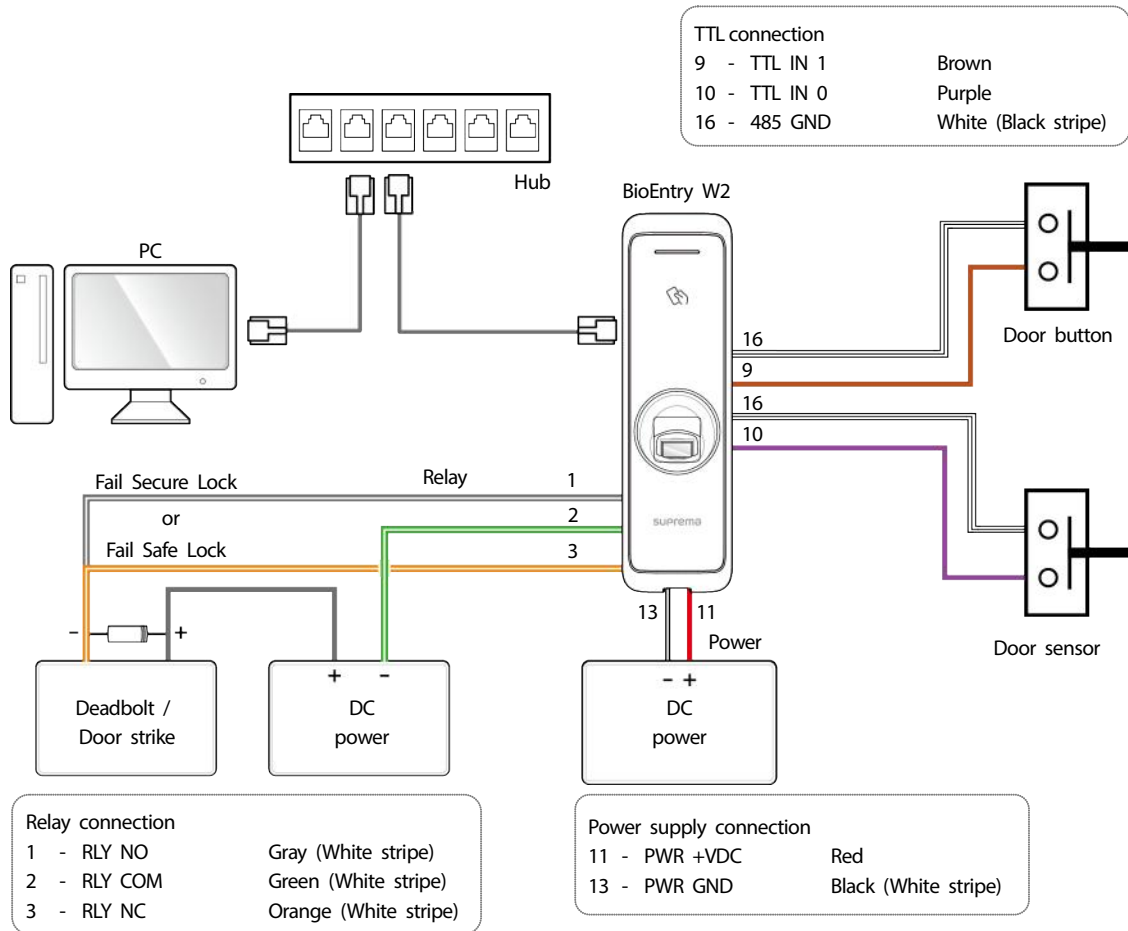 TTL connection
9 - TTL IN 1 Brown
10 - TTL IN 0 Purple
16 - 485 GND White (Black stripe)
Hub
BioEntry W2
PC
Door button
16
9
16
10
Fail Secure Lock
Relay
1
or
2
suprema
Fail Safe Lock
3
13
11
Power
Door sensor
- +
+ -
- +
Deadbolt /
Door strike
DC
power
DC
power
Relay connection
1 - RLY NO Gray (White stripe)
2 - RLY COM Green (White stripe)
3 - RLY NC Orange (White stripe)
Power supply connection
11 - PWR +VDC Red
13 - PWR GND Black (White stripe)